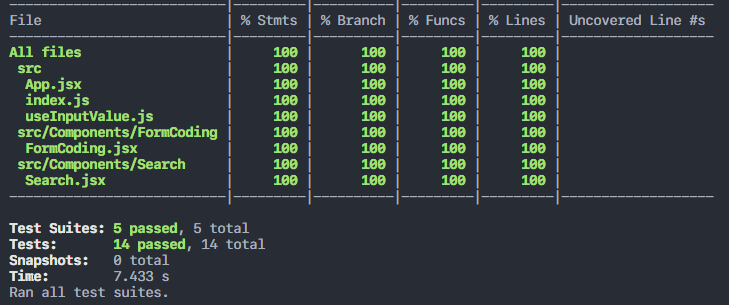 File | % Stmts | % Branch | % Funcs | % Lines | Uncovered Line #s
All files | 100 | 100 | 100 | 100 |
src | 100 | 100 | 100 | 100 |
App.jsx | 100 | 100 | 100 | 100 |
index.js | 100 | 100 | 100 | 100 |
useInputValue.js | 100 | 100 | 100 | 100 |
src/Components/FormCoding | 100 | 100 | 100 | 100 |
FormCoding.jsx | 100 | 100 | 100 | 100 |
src/Components/Search | 100 | 100 | 100 | 100 |
Search.jsx | 100 | 100 | 100 | 100 |
Test Suites: 5 passed, 5 total
Tests: 14 passed, 14 total
Snapshots: 0 total
Time: 7.433 s
Ran all test suites.